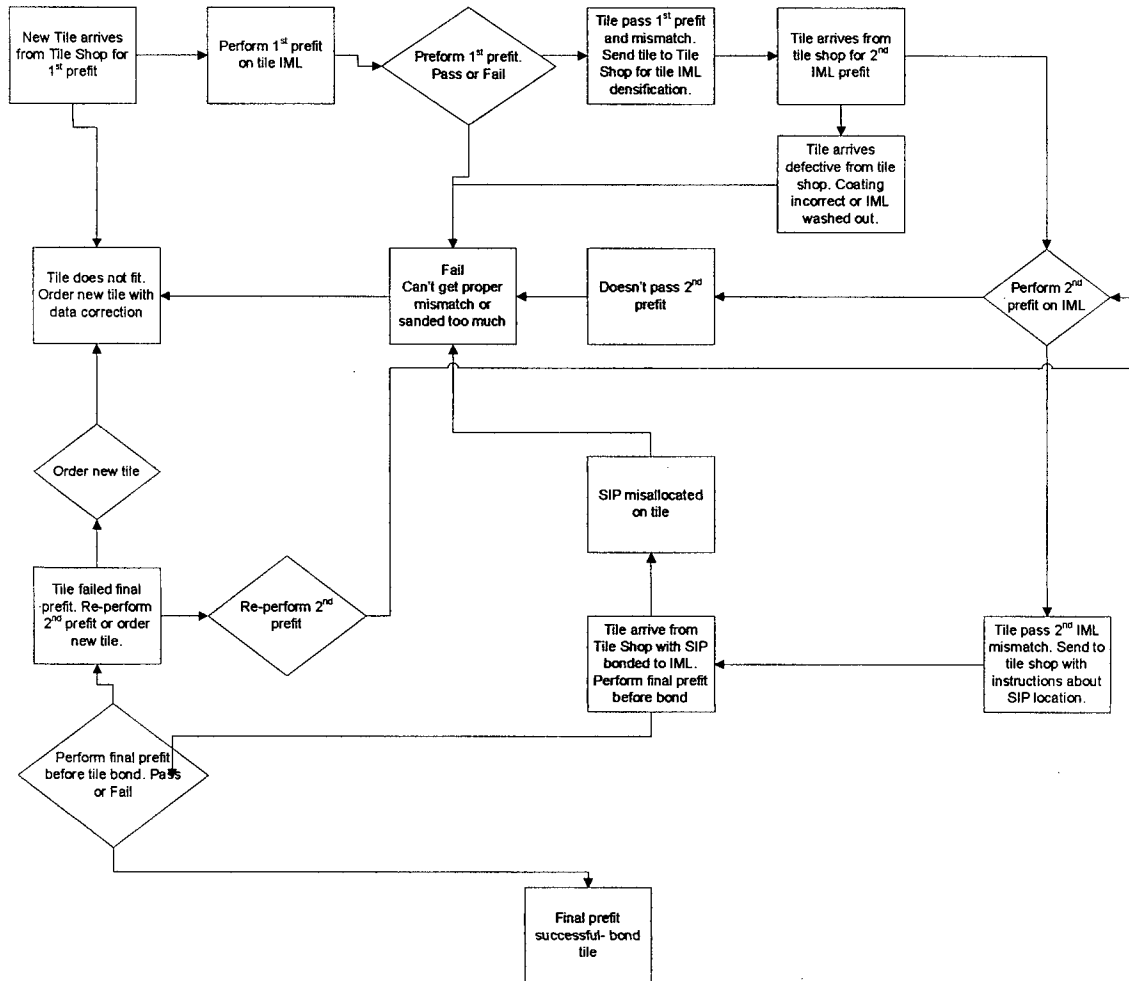 New Tile arrives
from Tile Shop for
1st prefit
Perform 1st prefit
on tile IML
Preform 1st prefit.
Pass or Fail
Tile pass 1st prefit
and mismatch.
Send tile to Tile
Shop for tile IML
densification.
Tile arrives from
tile shop for 2nd
IML prefit
Tile arrives
defective from tile
shop. Coating
incorrect or IML
washed out.
Tile does not fit.
Order new tile with
data correction
Fail
Can't get proper
mismatch or
sanded too much
Doesn't pass 2nd
prefit
Perform 2nd
prefit on IML
Order new tile
SIP misallocated
on tile
Tile failed final
prefit. Re-perform
2nd prefit or order
new tile.
Re-perform 2nd
prefit
Tile arrive from
Tile Shop with SIP
bonded to IML.
Perform final prefit
before bond
Tile pass 2nd IML
mismatch. Send to
tile shop with
instructions about
SIP location.
Perform final prefit
before tile bond. Pass
or Fail
Final prefit
successful- bond
tile